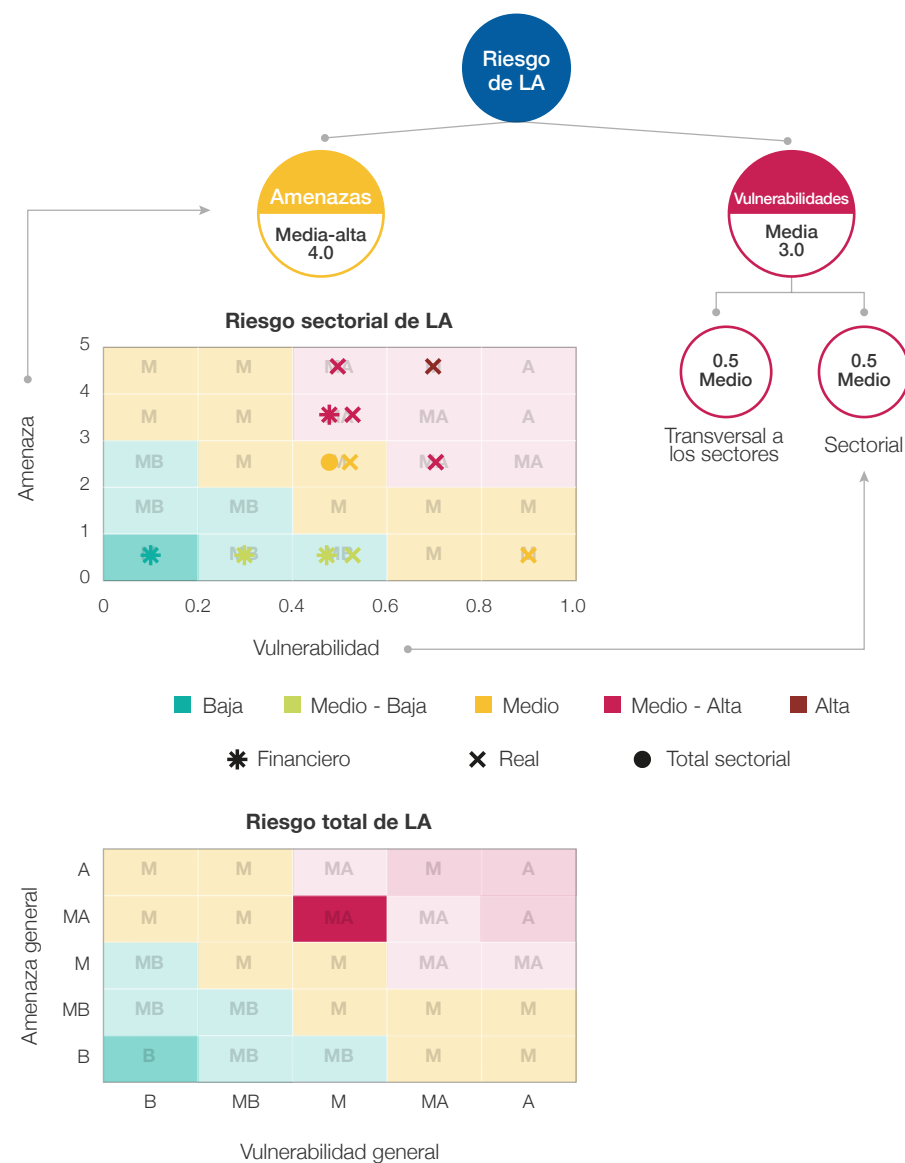 Riesgo
de LA
Amenazas
Media-alta
4.0
Vulnerabilidades
Media
3.0
0.5
Medio
Transversal a
los sectores
0.5
Medio
Sectorial
Riesgo sectorial de LA
Amenaza
5
4
3
2
1
0
M M MA A
M M MA MA A
MB M M MA MA
MB MB M M M
MB MB M M
0 0.2 0.4 0.6 0.8 1.0
Vulnerabilidad
Baja Medio - Baja Medio Medio - Alta Alta
Financiero Real Total sectorial
Riesgo total de LA
Amenaza general
A M M MA M A
MA M M MA MA A
M MB M M MA MA
MB MB MB M M M
B B MB MB M M
B MB M MA A
Vulnerabilidad general